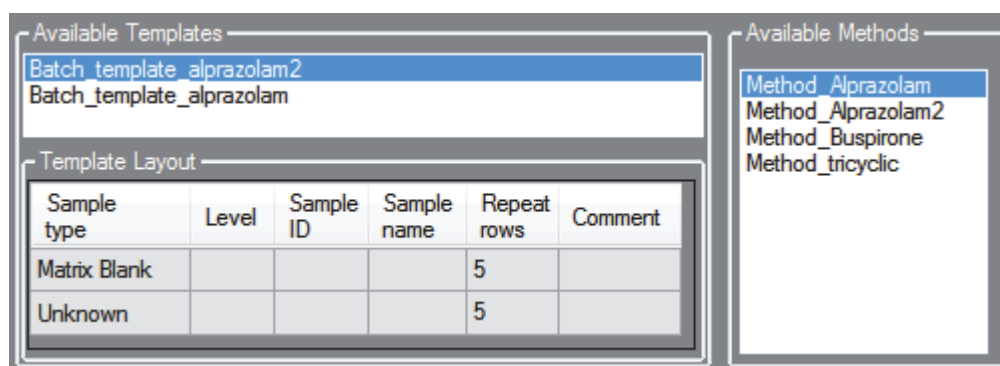 Available Templates
Batch_template_alprazolam2
Batch_template_alprazolam
Template Layout
Sample type Level Sample ID Sample name Repeat rows Comment
Matrix Blank 5
Unknown 5
Available Methods
Method_Alprazolam
Method_Alprazolam2
Method_Buspirone
Method_tricyclic